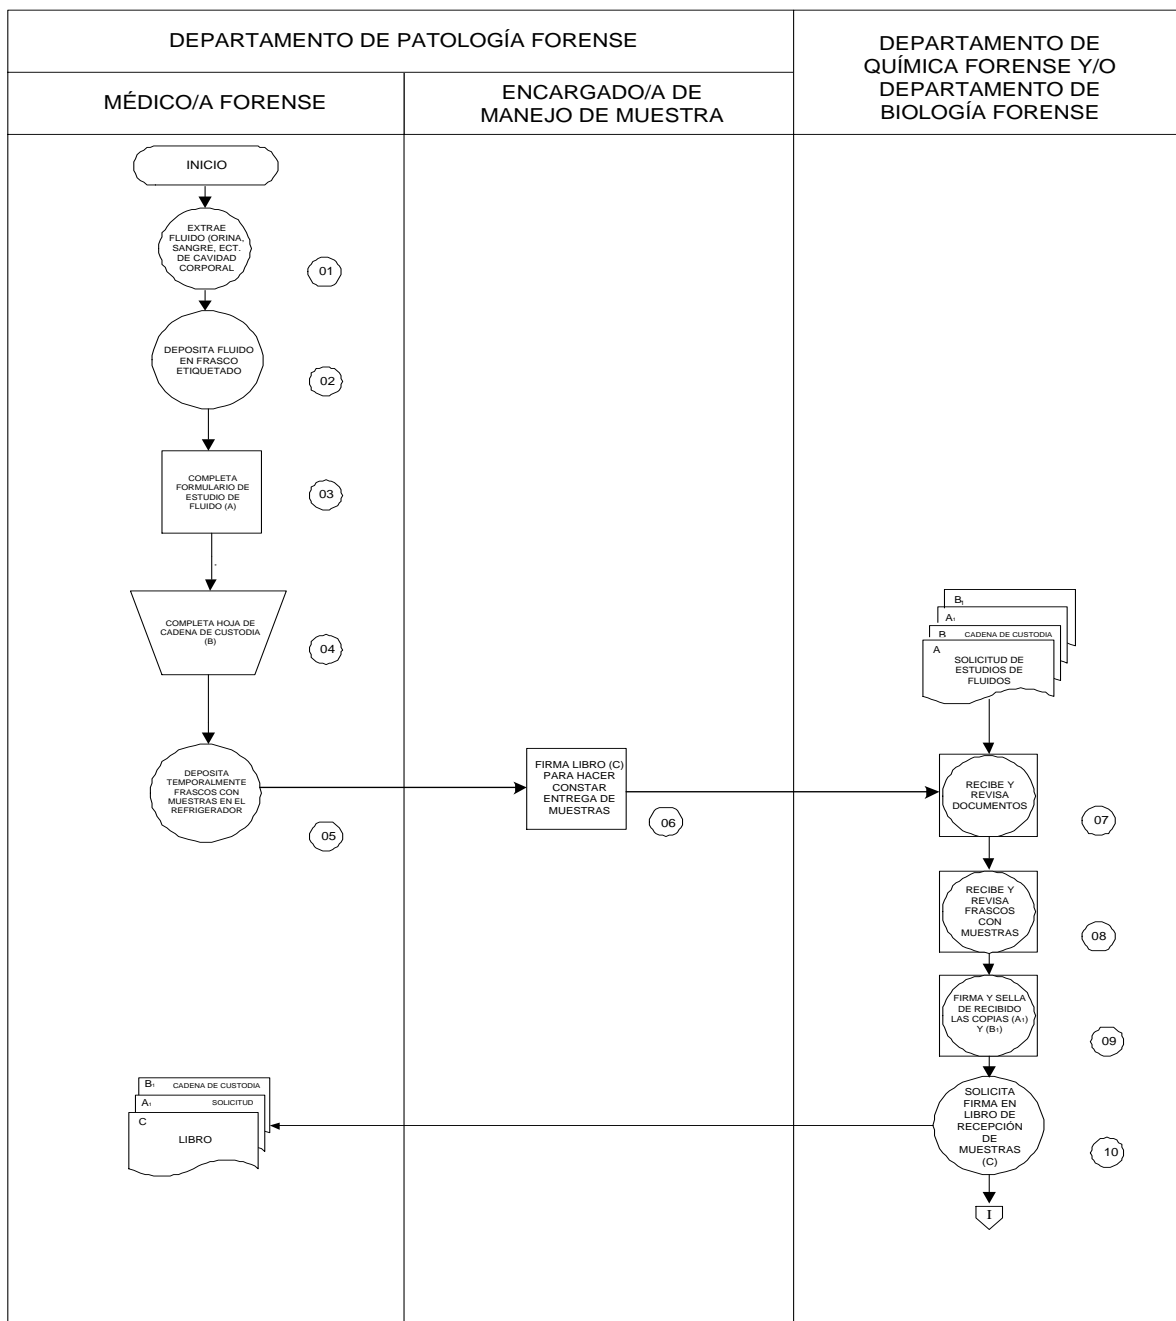 DEPARTAMENTO DE PATOLOGÍA FORENSE
DEPARTAMENTO DE
QUÍMICA FORENSE Y/O
DEPARTAMENTO DE
BIOLOGÍA FORENSE
MÉDICO/A FORENSE
ENCARGADO/A DE
MANEJO DE MUESTRA
INICIO
EXTRAE
FLUIDO (ORINA,
SANGRE, ECT.
DE CAVIDAD
CORPORAL
01
DEPOSITA FLUIDO
EN FRASCO
ETIQUETADO
02
COMPLETA
FORMULARIO DE
ESTUDIO DE
FLUIDO (A)
03
COMPLETA HOJA DE
CADENA DE CUSTODIA
(B)
04
DEPOSITA
TEMPORALMENTE
FRASCOS CON
MUESTRAS EN EL
REFRIGERADOR
05
FIRMA LIBRO (C)
PARA HACER
CONSTAR
ENTREGA DE
MUESTRAS
06
B1
A1
B CADENA DE CUSTODIA
A
SOLICITUD DE
ESTUDIOS DE
FLUIDOS
RECIBE Y
REVISA
DOCUMENTOS
07
RECIBE Y
REVISA
FRASCOS
CON
MUESTRAS
08
FIRMA Y SELLA
DE RECIBIDO
LAS COPIAS (A1)
Y (B1)
09
SOLICITA
FIRMA EN
LIBRO DE
RECEPCIÓN
DE
MUESTRAS
(C)
10
I
B1 CADENA DE CUSTODIA
A1 SOLICITUD
C
LIBRO